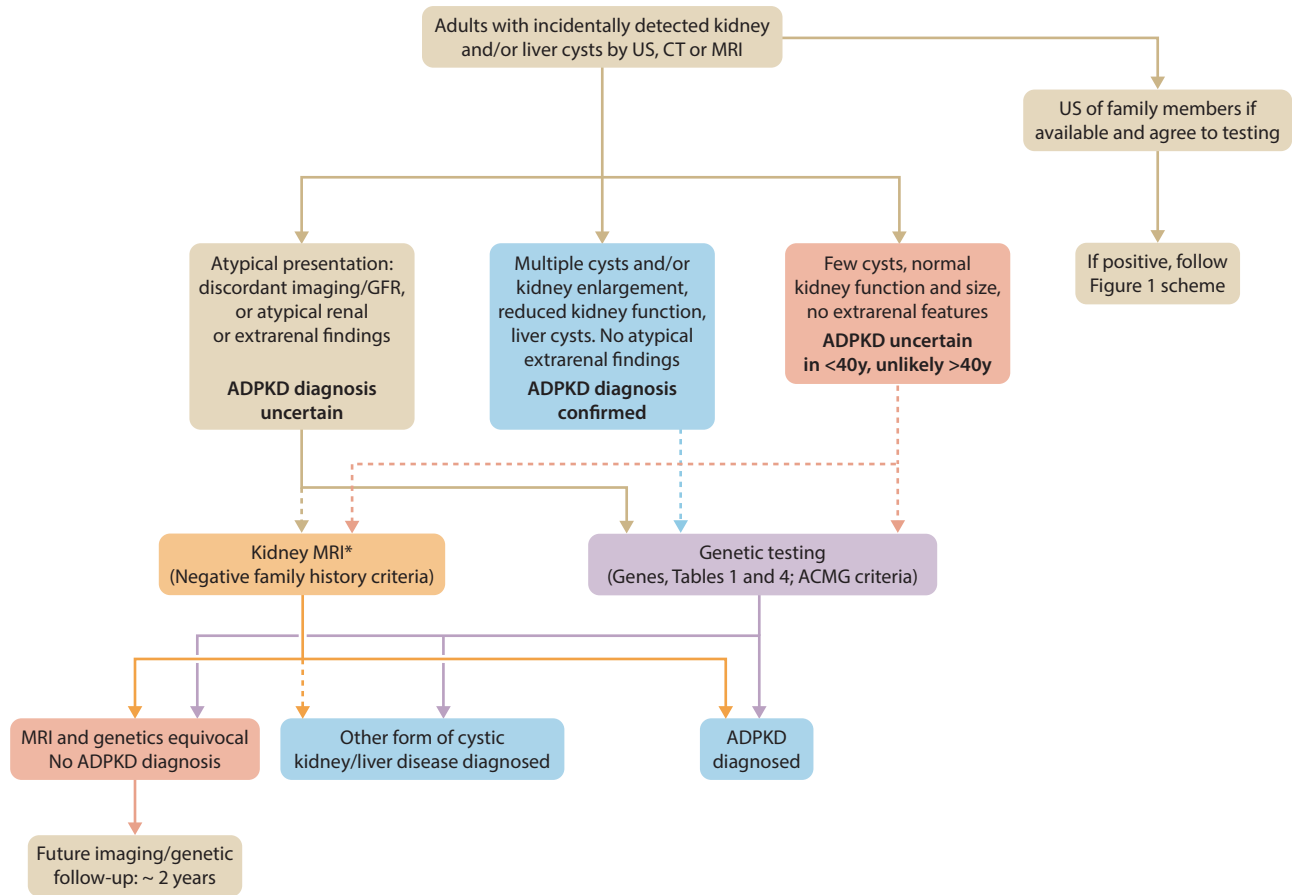 Adults with incidentally detected kidney
and/or liver cysts by US, CT or MRI
US of family members if
available and agree to testing
If positive, follow
Figure 1 scheme
Atypical presentation:
discordant imaging/GFR,
or atypical renal
or extrarenal findings
ADPKD diagnosis
uncertain
Multiple cysts and/or
kidney enlargement,
reduced kidney function,
liver cysts. No atypical
extrarenal findings
ADPKD diagnosis
confirmed
Few cysts, normal
kidney function and size,
no extrarenal features
ADPKD uncertain
in <40y, unlikely >40y
Kidney MRI*
(Negative family history criteria)
Genetic testing
(Genes, Tables 1 and 4; ACMG criteria)
MRI and genetics equivocal
No ADPKD diagnosis
Other form of cystic
kidney/liver disease diagnosed
ADPKD
diagnosed
Future imaging/genetic
follow-up: ~ 2 years